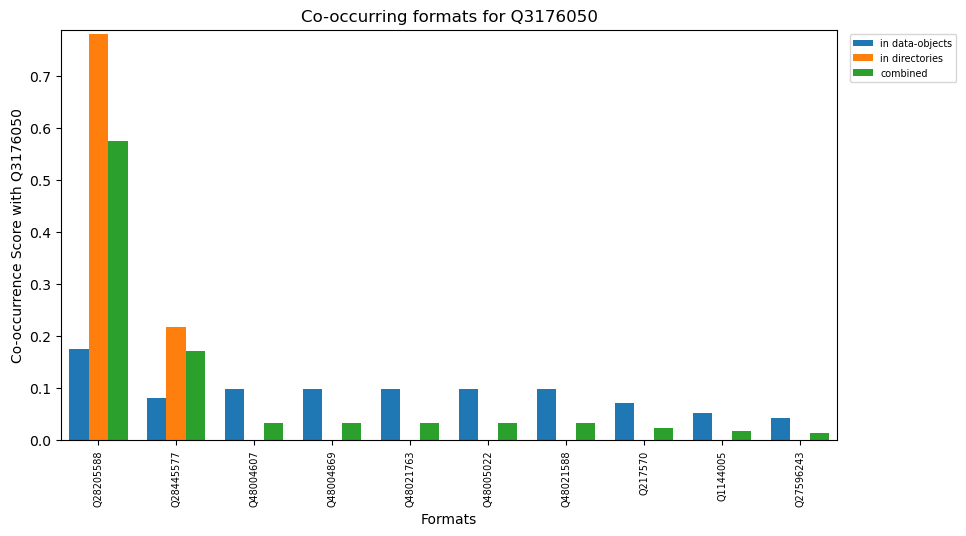 Co-occurring formats for Q3176050
in data-objects
in directories
combined
Co-occurrence Score with Q3176050
0.7
0.6
0.5
0.4
0.3
0.2
0.1
0.0
Q28205588
Q28445577
Q48004607
Q48004869
Q48021763
Q48005022
Q48021588
Q217570
Q1144005
Q27596243
Formats